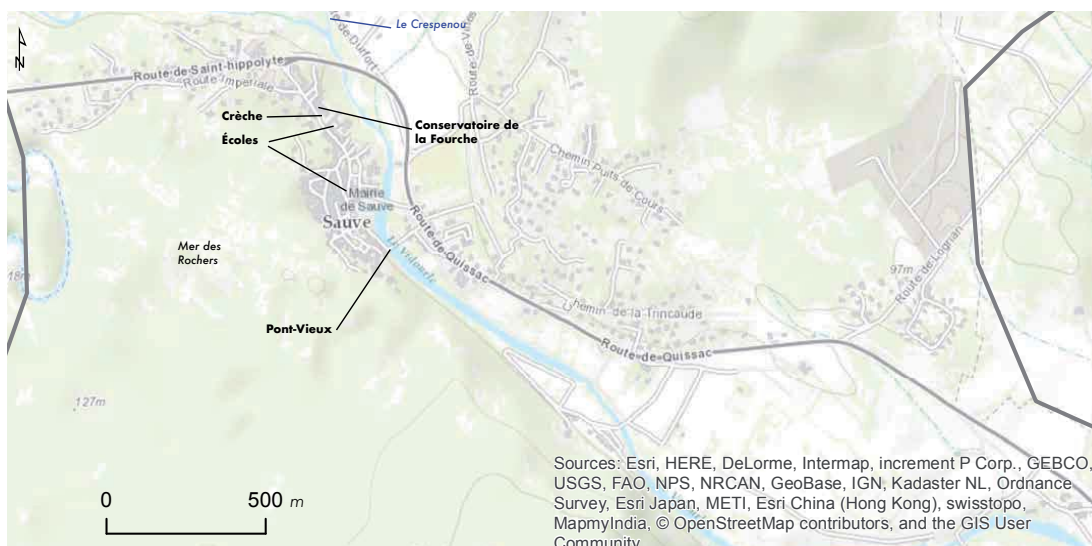 Le Crespenou
N
Route-de-Saint-hippolyte
Route Impériale
Crèche
Écoles
Conservatoire de
la Fourche
Chemin Puits de Cours
Mairie
de Sauve
Sauve
Route-de-Quissac
Le Vidourle
Mer des
Rochers
97m
Route de Logrian
Chemin de la Trincaude
Pont-Vieux
Route-de-Quissac
127m
0 500 m
Sources: Esri, HERE, DeLorme, Intermap, increment P Corp., GEBCO,
USGS, FAO, NPS, NRCAN, GeoBase, IGN, Kadaster NL, Ordnance
Survey, Esri Japan, METI, Esri China (Hong Kong), swisstopo,
MapmyIndia, © OpenStreetMap contributors, and the GIS User
Community